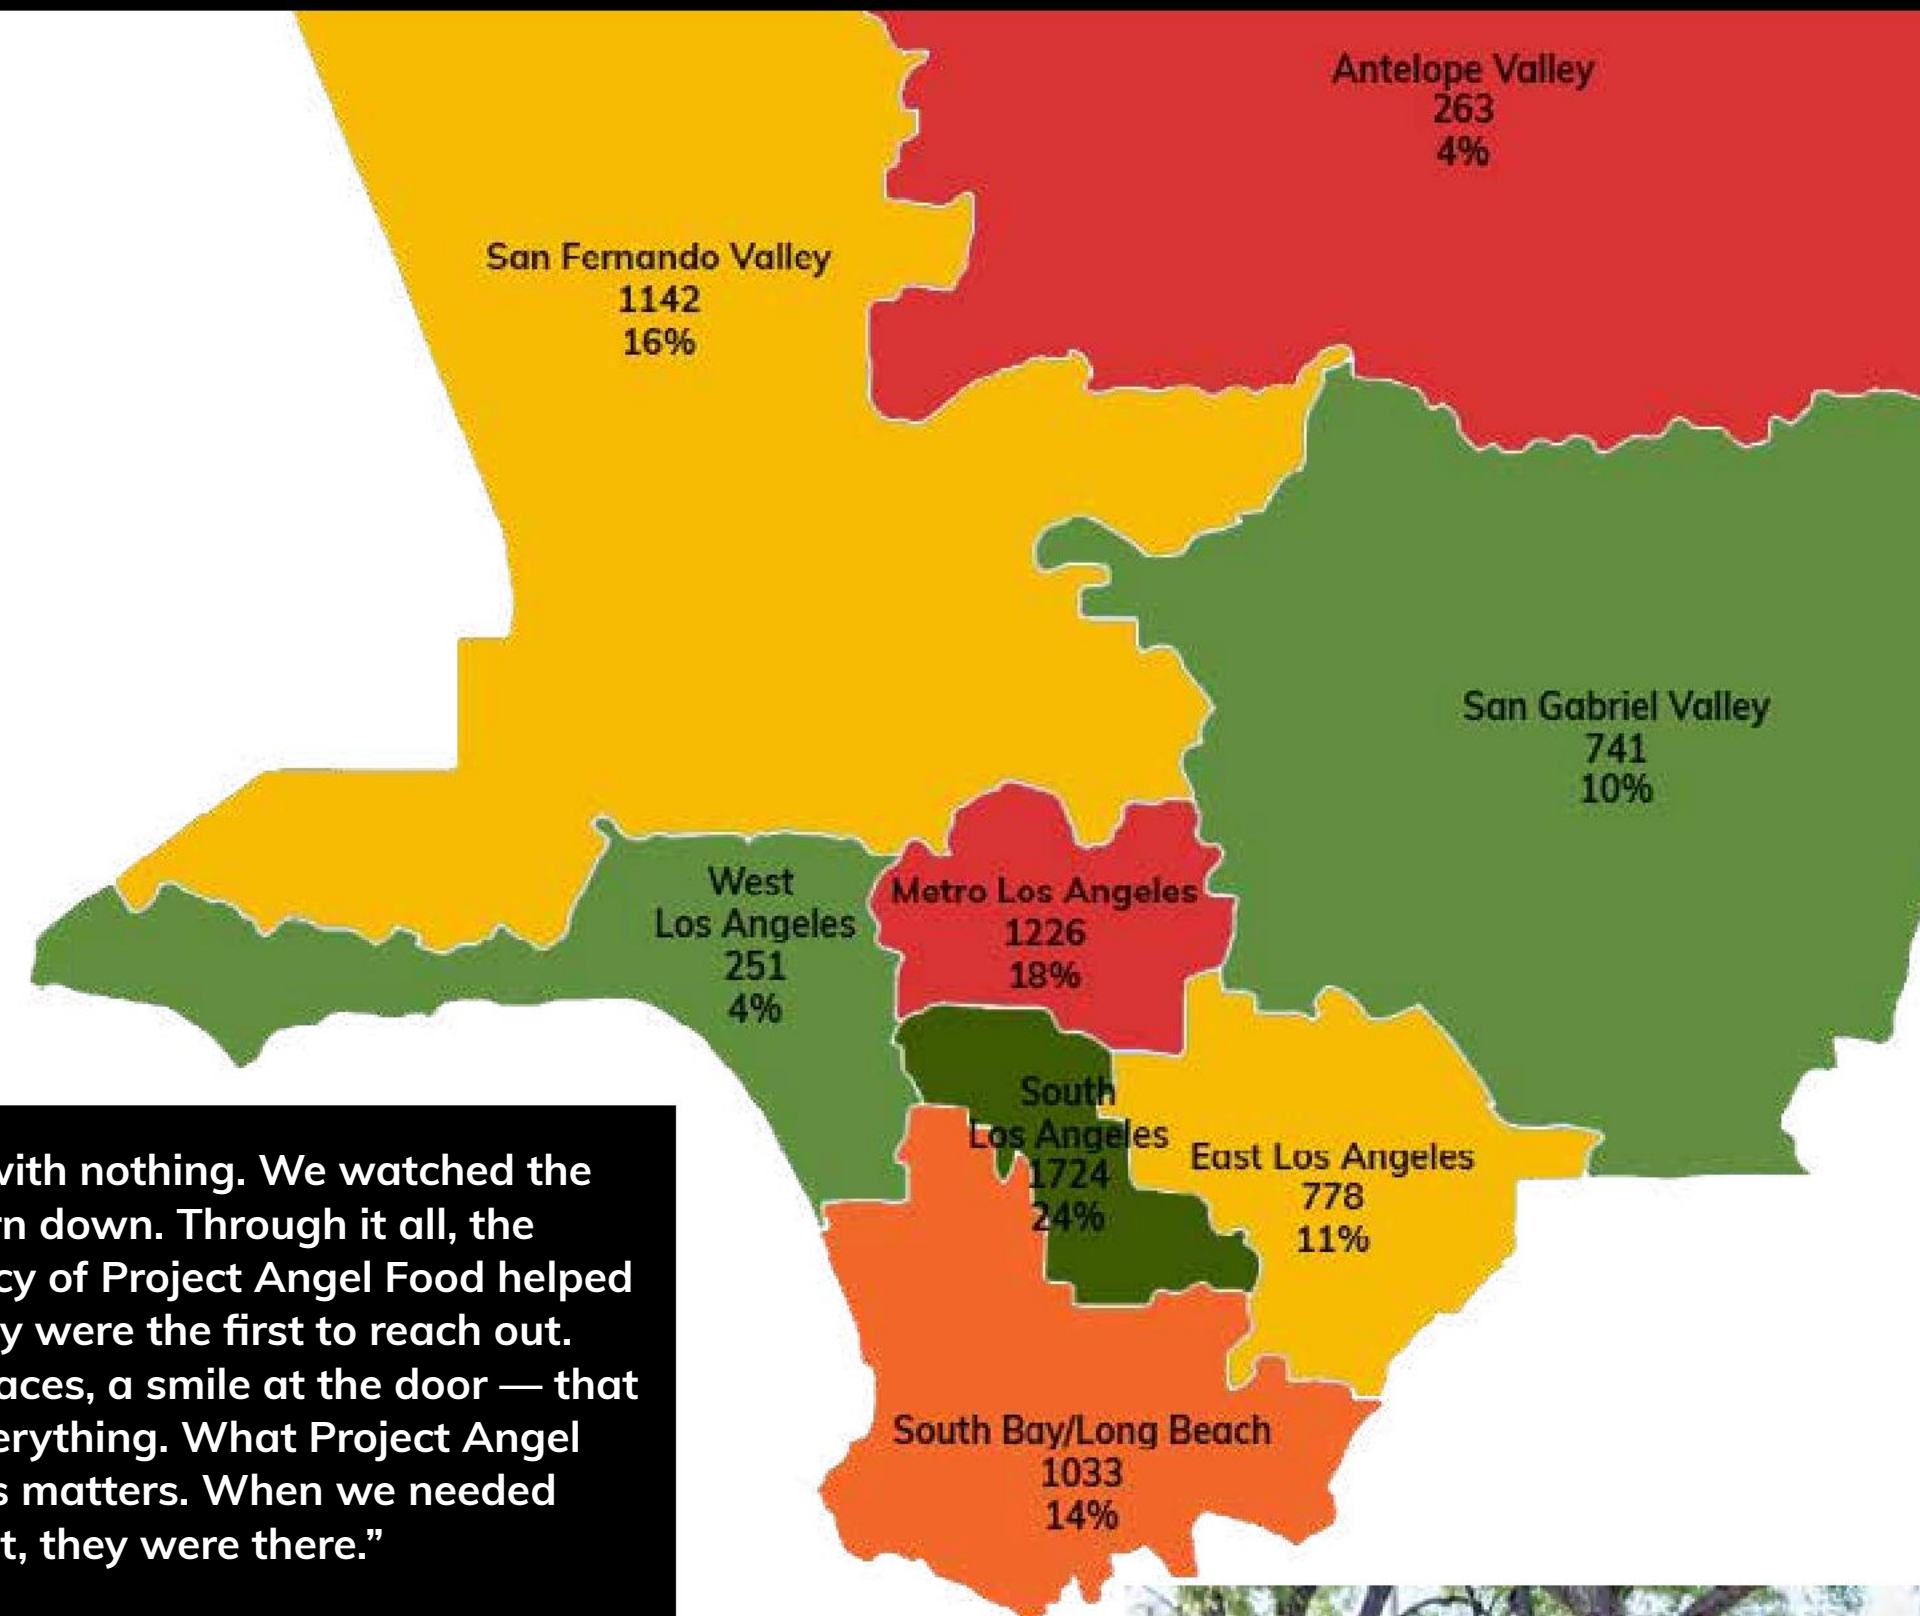 Antelope Valley
263
4%
San Fernando Valley
1142
16%
San Gabriel Valley
741
10%
West
Los Angeles
251
4%
Metro Los Angeles
1226
18%
South
Los Angeles
1724
24%
East Los Angeles
778
11%
South Bay/Long Beach
1033
14%
with nothing. We watched the
rn down. Through it all, the
cy of Project Angel Food helped
y were the first to reach out.
aces, a smile at the door — that
erything. What Project Angel
s matters. When we needed
t, they were there.”